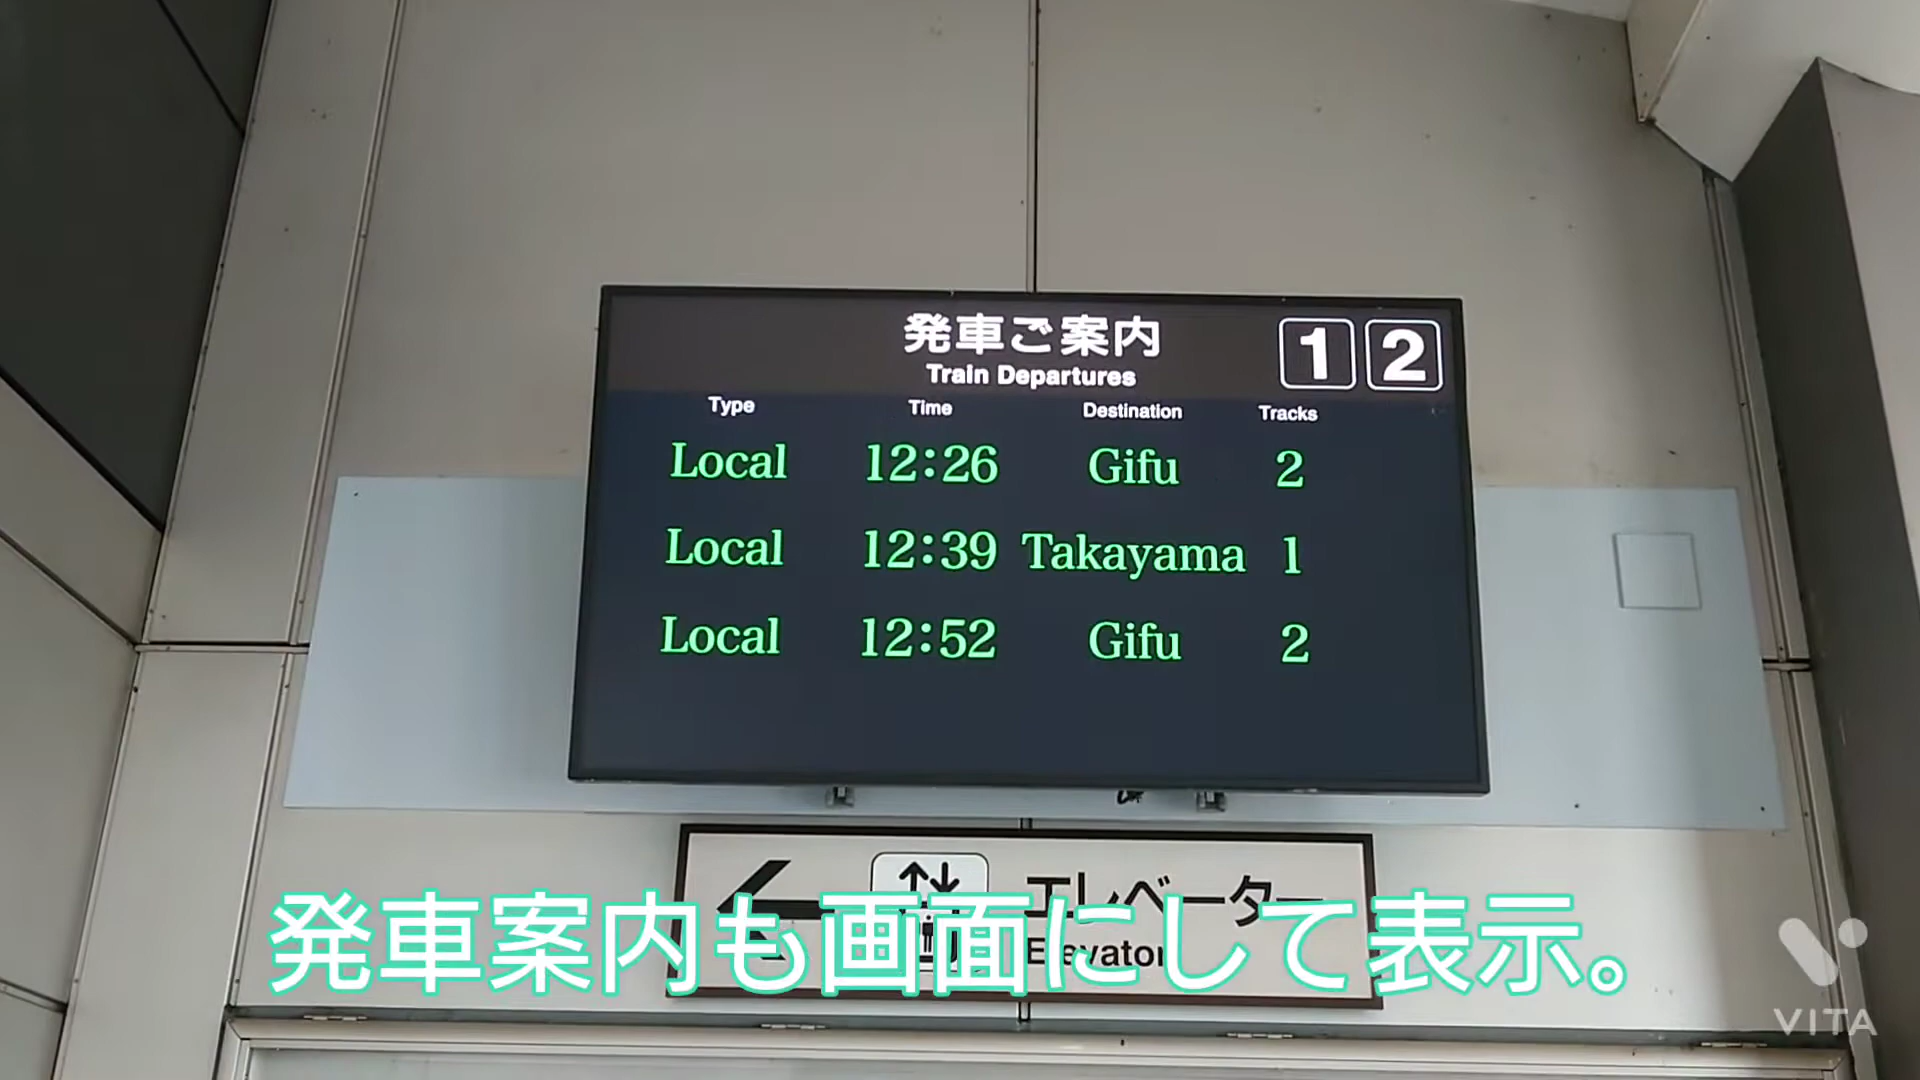 発車ご案内
Train Departures
1 2
Type Time Destination Tracks
Local 12:26 Gifu 2
Local 12:39 Takayama 1
Local 12:52 Gifu 2
エレベーター
Elevator
発車案内も画面にして表示。
VITA